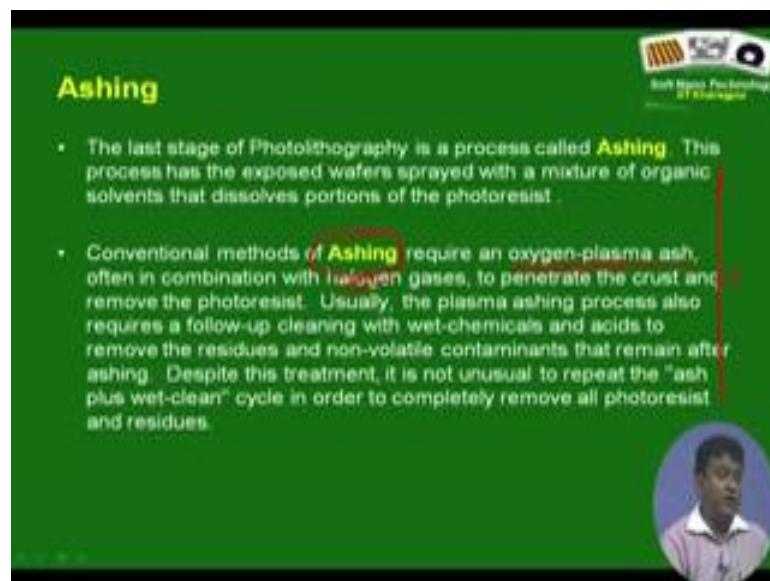 Ashing
• The last stage of Photolithography is a process called Ashing. This
process has the exposed wafers sprayed with a mixture of organic
solvents that dissolves portions of the photoresist .
• Conventional methods of Ashing require an oxygen-plasma ash,
often in combination with halogen gases, to penetrate the crust and
remove the photoresist. Usually, the plasma ashing process also
requires a follow-up cleaning with wet-chemicals and acids to
remove the residues and non-volatile contaminants that remain after
ashing. Despite this treatment, it is not unusual to repeat the "ash
plus wet-clean" cycle in order to completely remove all photoresist
and residues.